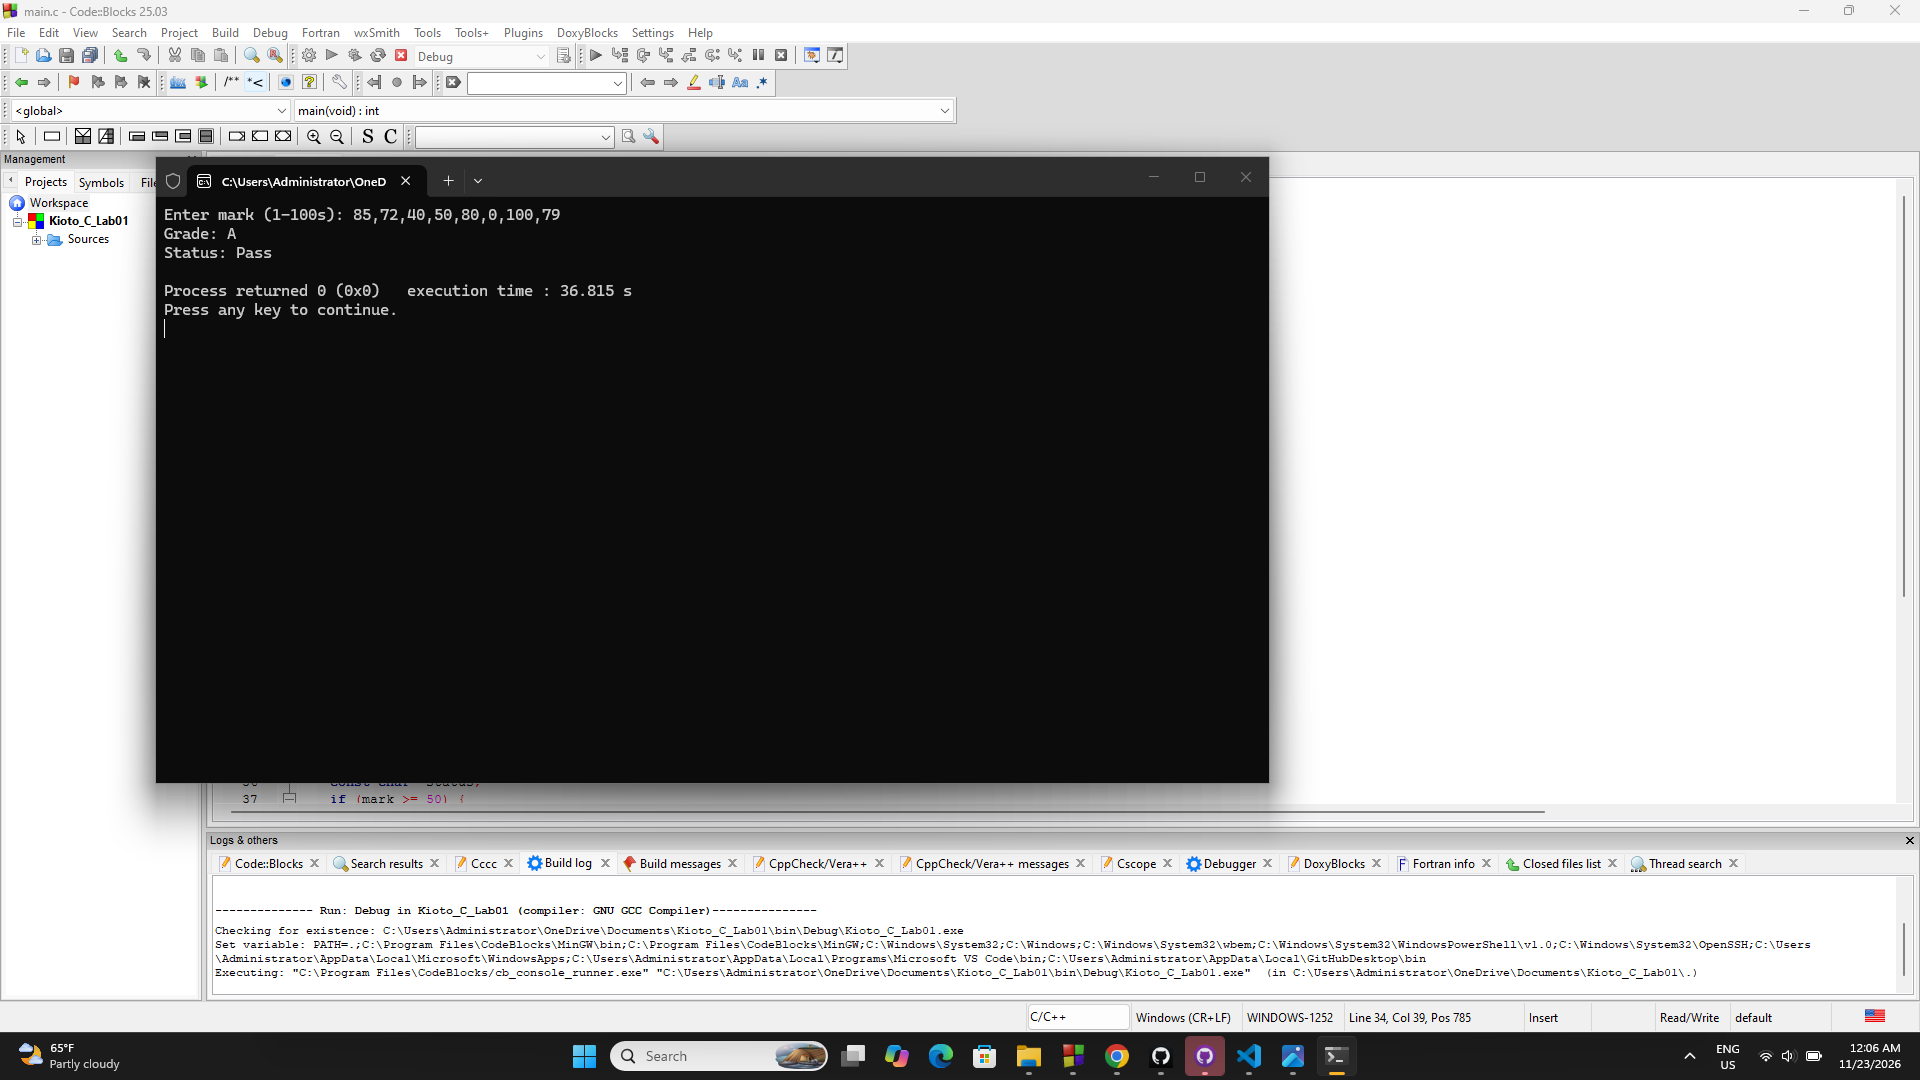 main.c - Code::Blocks 25.03
File Edit View Search Project Build Debug Fortran wxSmith Tools Tools+ Plugins DoxyBlocks Settings Help
Debug
/** *<
Aa .*
<global> main(void) : int
S C
Management
Projects Symbols File
Workspace
Kioto_C_Lab01
Sources
C:\Users\Administrator\OneD
Enter mark (1-100s): 85,72,40,50,80,0,100,79
Grade: A
Status: Pass
Process returned 0 (0x0)   execution time : 36.815 s
Press any key to continue.
37 if (mark >= 50) {
Logs & others
Code::Blocks Search results Cccc Build log Build messages CppCheck/Vera++ CppCheck/Vera++ messages Cscope Debugger DoxyBlocks Fortran info Closed files list Thread search
-------------- Run: Debug in Kioto_C_Lab01 (compiler: GNU GCC Compiler)---------------
Checking for existence: C:\Users\Administrator\OneDrive\Documents\Kioto_C_Lab01\bin\Debug\Kioto_C_Lab01.exe
Set variable: PATH=.;C:\Program Files\CodeBlocks\MinGW\bin;C:\Program Files\CodeBlocks\MinGW;C:\Windows\System32;C:\Windows;C:\Windows\System32\wbem;C:\Windows\System32\WindowsPowerShell\v1.0;C:\Windows\System32\OpenSSH;C:\Users
\Administrator\AppData\Local\Microsoft\WindowsApps;C:\Users\Administrator\AppData\Local\Programs\Microsoft VS Code\bin;C:\Users\Administrator\AppData\Local\GitHubDesktop\bin
Executing: "C:\Program Files\CodeBlocks/cb_console_runner.exe" "C:\Users\Administrator\OneDrive\Documents\Kioto_C_Lab01\bin\Debug\Kioto_C_Lab01.exe"  (in C:\Users\Administrator\OneDrive\Documents\Kioto_C_Lab01\.)
C/C++ Windows (CR+LF) WINDOWS-1252 Line 34, Col 39, Pos 785 Insert Read/Write default
65°F
Partly cloudy
Search
ENG
US
12:06 AM
11/23/2026